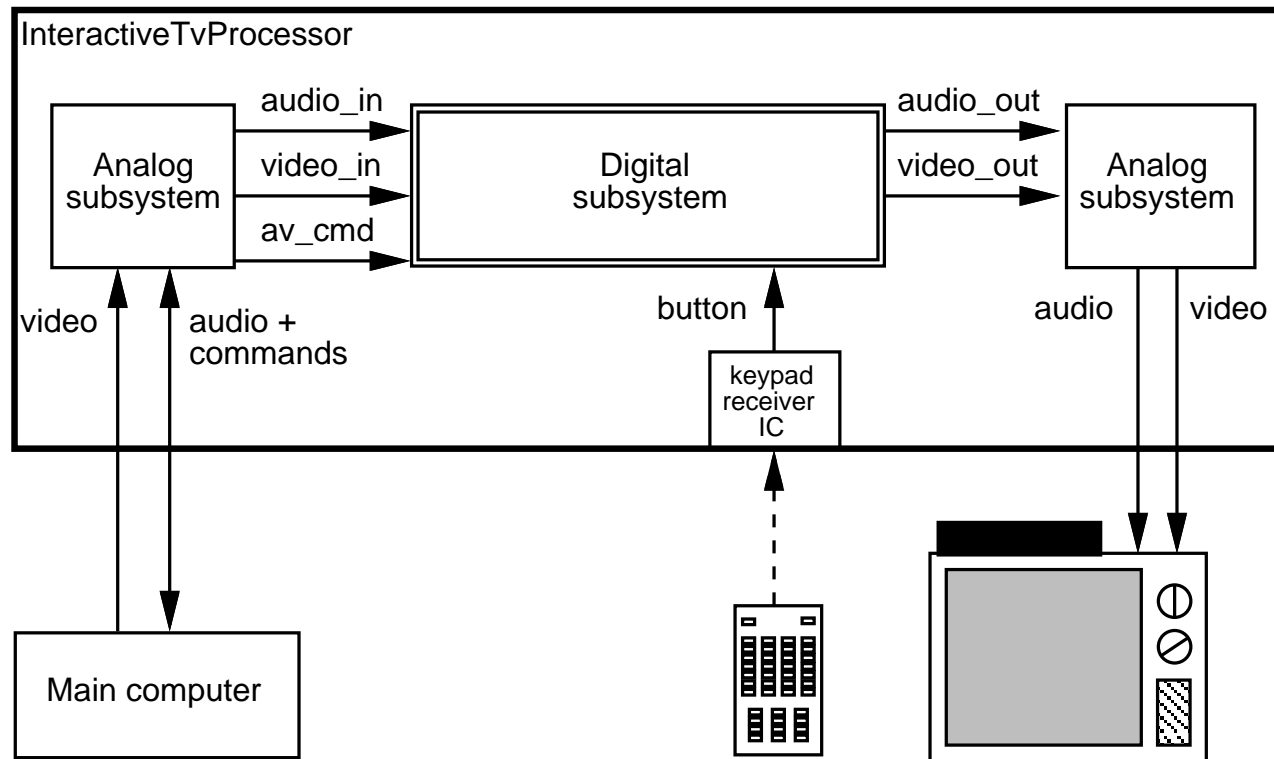 InteractiveTvProcessor
audio_in
video_in
av_cmd
Analog
subsystem
Digital
subsystem
audio_out
video_out
Analog
subsystem
video
audio +
commands
button
keypad
receiver
IC
audio
video
Main computer